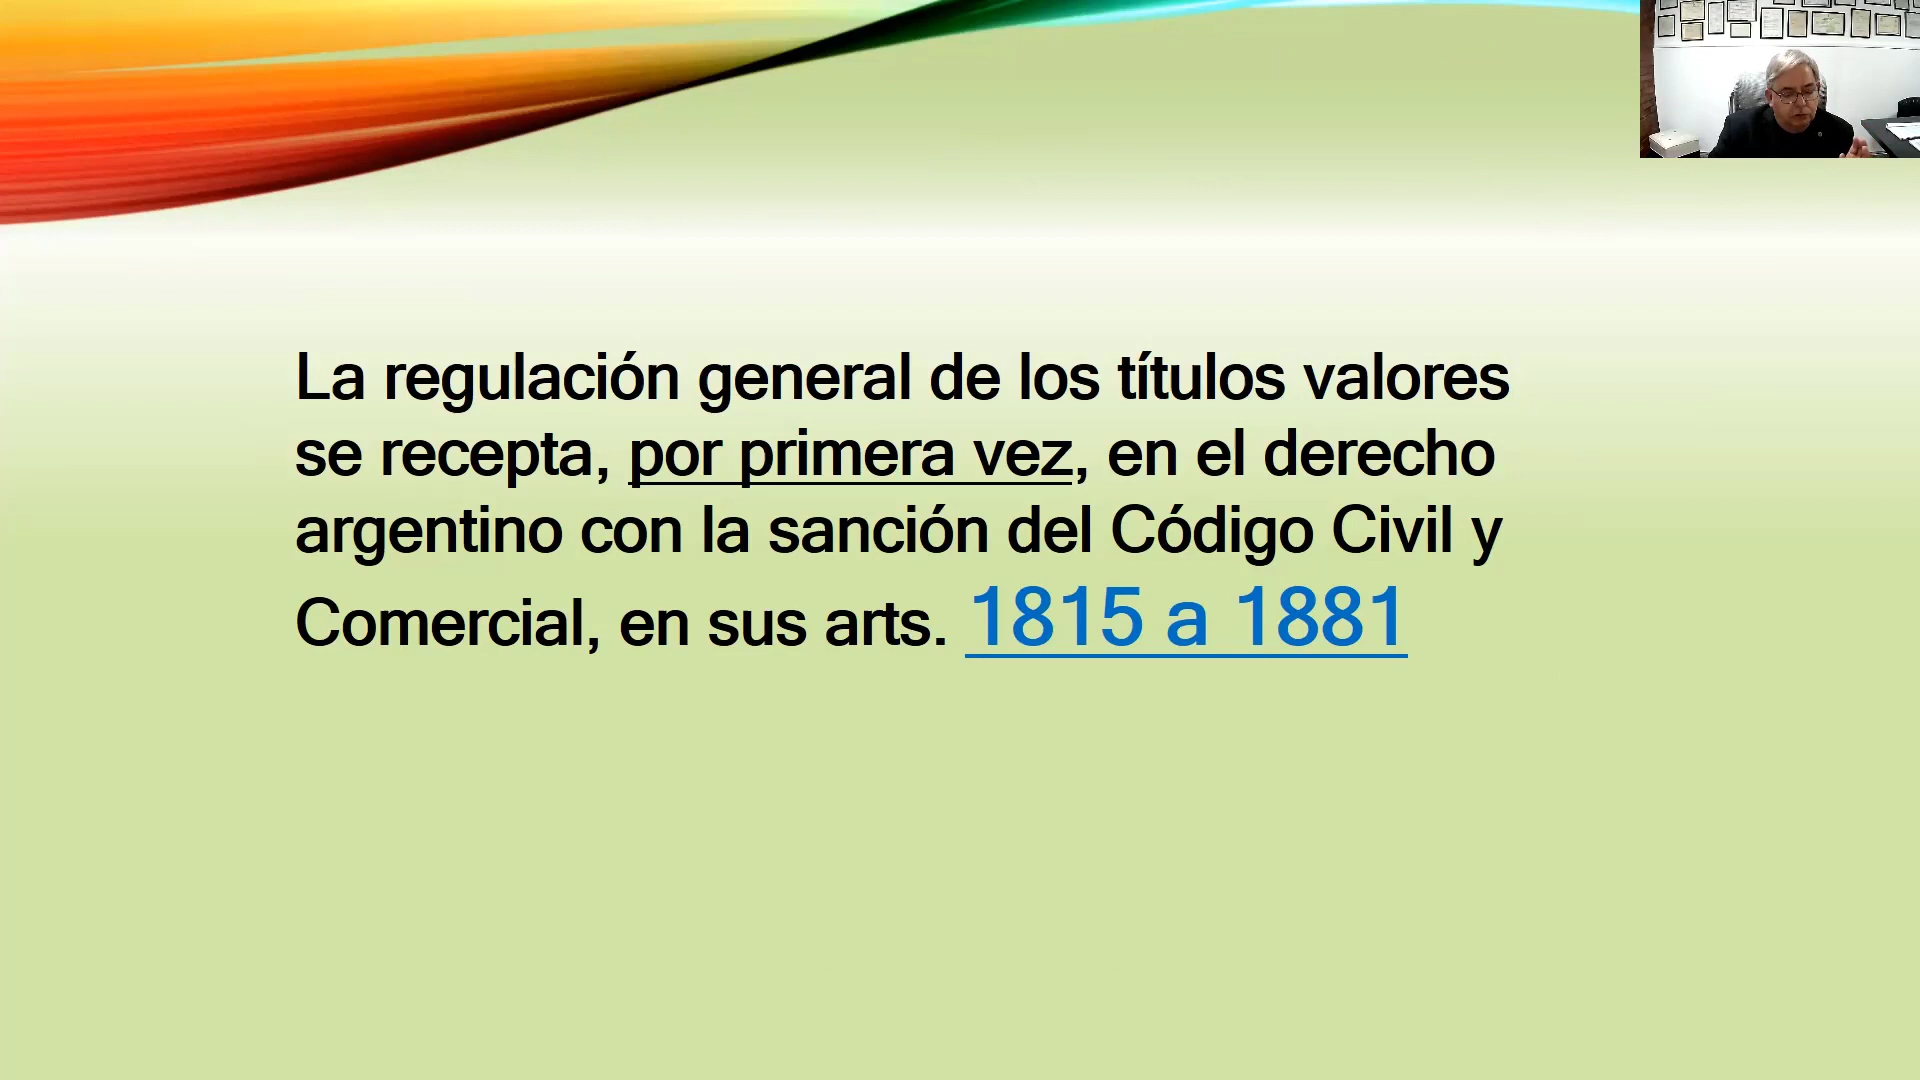 La regulación general de los títulos valores
se recepta, por primera vez, en el derecho
argentino con la sanción del Código Civil y
Comercial, en sus arts. 1815 a 1881